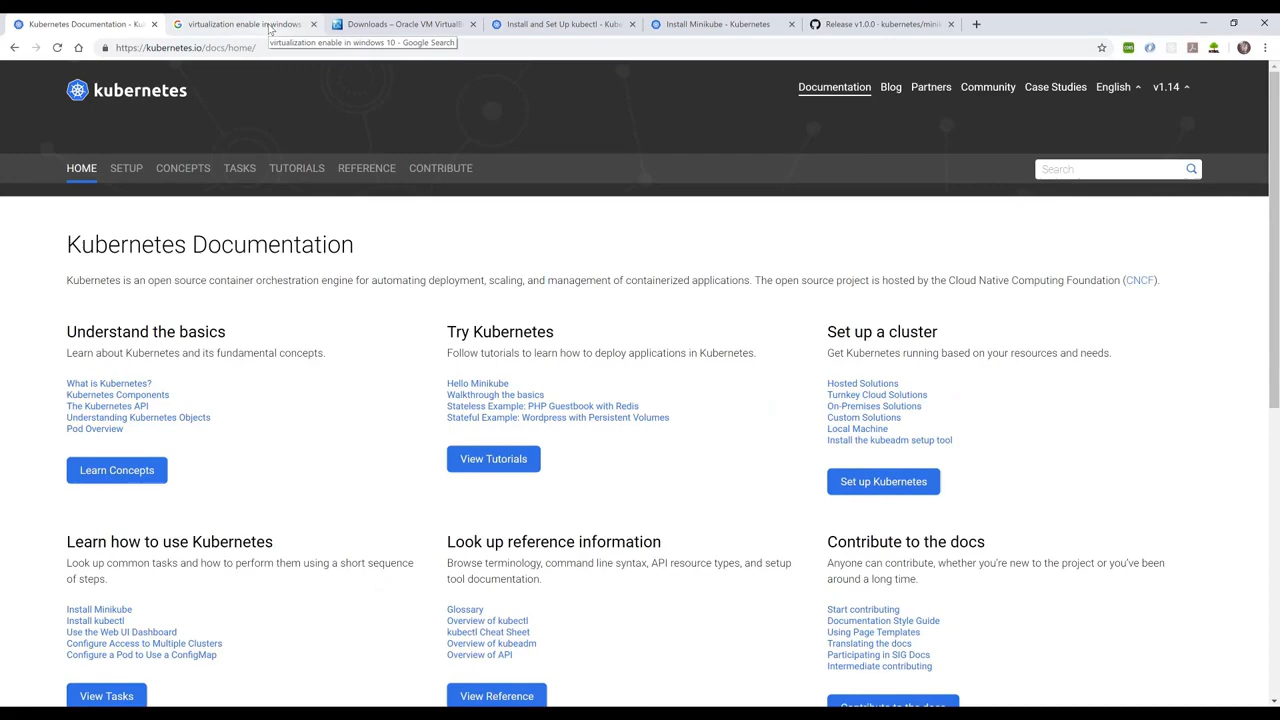 Kubernetes Documentation - Ku
virtualization enable in windows
Downloads – Oracle VM VirtualB
Install and Set Up kubectl - Kube
Install Minikube - Kubernetes
Release v1.0.0 · kubernetes/mini
virtualization enable in windows 10 - Google Search
https://kubernetes.io/docs/home/
kubernetes
Documentation Blog Partners Community Case Studies English v1.14
HOME SETUP CONCEPTS TASKS TUTORIALS REFERENCE CONTRIBUTE
Search
Kubernetes Documentation
Kubernetes is an open source container orchestration engine for automating deployment, scaling, and management of containerized applications. The open source project is hosted by the Cloud Native Computing Foundation (CNCF).
Understand the basics
Learn about Kubernetes and its fundamental concepts.
What is Kubernetes?
Kubernetes Components
The Kubernetes API
Understanding Kubernetes Objects
Pod Overview
Learn Concepts
Try Kubernetes
Follow tutorials to learn how to deploy applications in Kubernetes.
Hello Minikube
Walkthrough the basics
Stateless Example: PHP Guestbook with Redis
Stateful Example: Wordpress with Persistent Volumes
View Tutorials
Set up a cluster
Get Kubernetes running based on your resources and needs.
Hosted Solutions
Turnkey Cloud Solutions
On-Premises Solutions
Custom Solutions
Local Machine
Install the kubeadm setup tool
Set up Kubernetes
Learn how to use Kubernetes
Look up common tasks and how to perform them using a short sequence
of steps.
Install Minikube
Install kubectl
Use the Web UI Dashboard
Configure Access to Multiple Clusters
Configure a Pod to Use a ConfigMap
View Tasks
Look up reference information
Browse terminology, command line syntax, API resource types, and setup
tool documentation.
Glossary
Overview of kubectl
kubectl Cheat Sheet
Overview of kubeadm
Overview of API
View Reference
Contribute to the docs
Anyone can contribute, whether you're new to the project or you've been
around a long time.
Start contributing
Documentation Style Guide
Using Page Templates
Translating the docs
Participating in SIG Docs
Intermediate contributing
Contribute to the docs